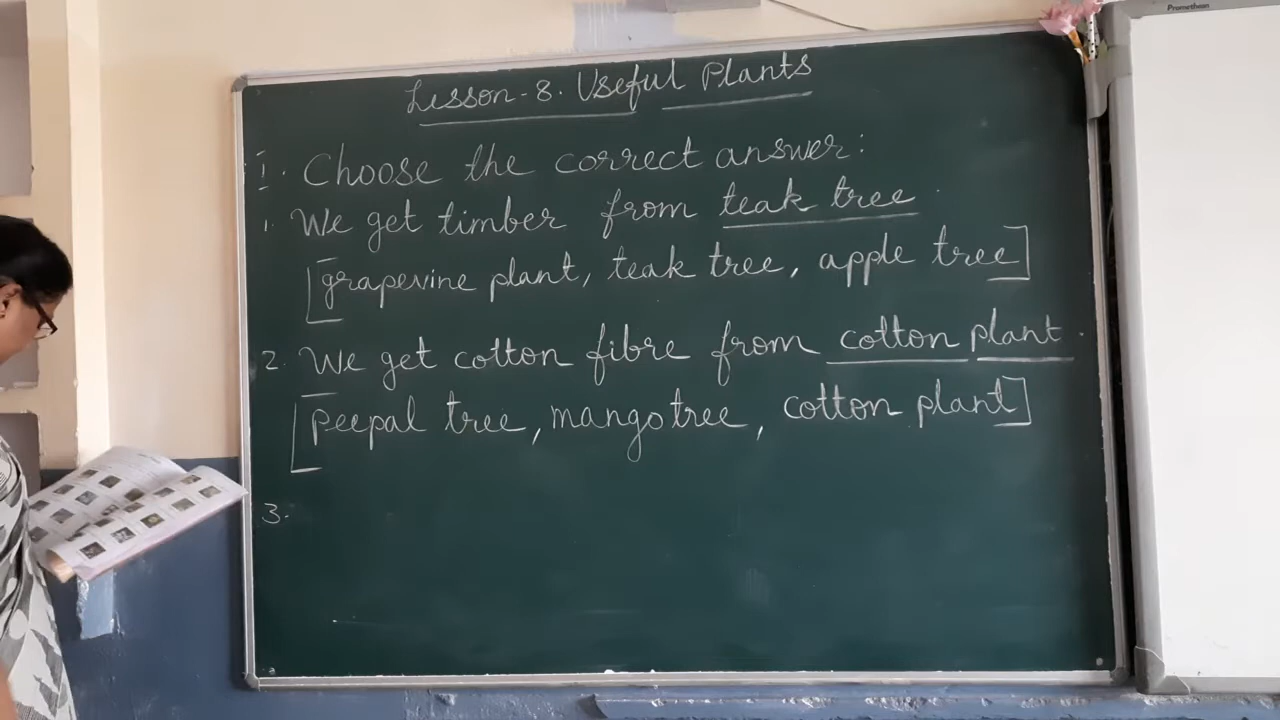 Promethean
Lesson-8. Useful Plants
I. Choose the correct answer:
1. We get timber from teak tree.
[grapevine plant, teak tree, apple tree]
2. We get cotton fibre from cotton plant.
[peepal tree, mango tree, cotton plant]
3.